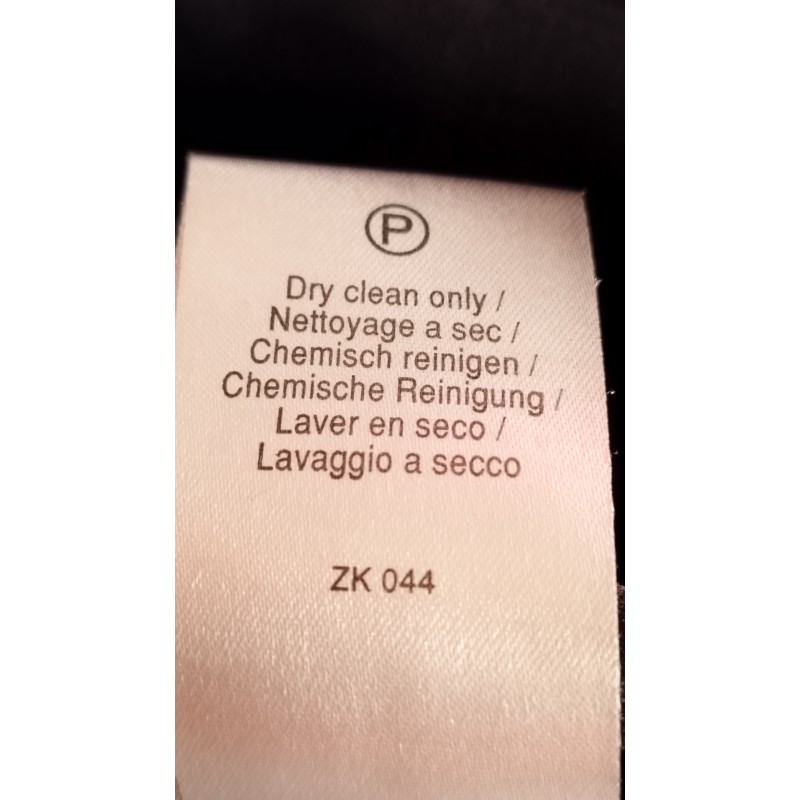 P
Dry clean only /
Nettoyage a sec /
Chemisch reinigen /
Chemische Reinigung /
Laver en seco /
Lavaggio a secco
ZK 044